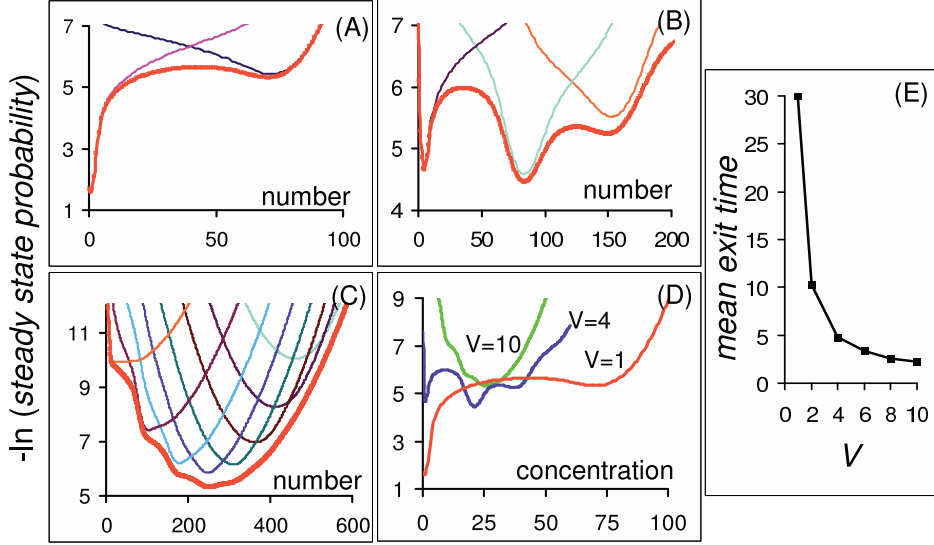 -ln (steady state probability)
(A)
7
5
3
1
0 50 100
number
(B)
7
6
5
4
0 50 100 150 200
number
(C)
11
9
7
5
0 200 400 600
number
(D)
9
7
5
3
1
0 25 50 75 100
V=10
V=4
V=1
concentration
(E)
mean exit time
30
25
20
15
10
5
0
0 2 4 6 8 10
V